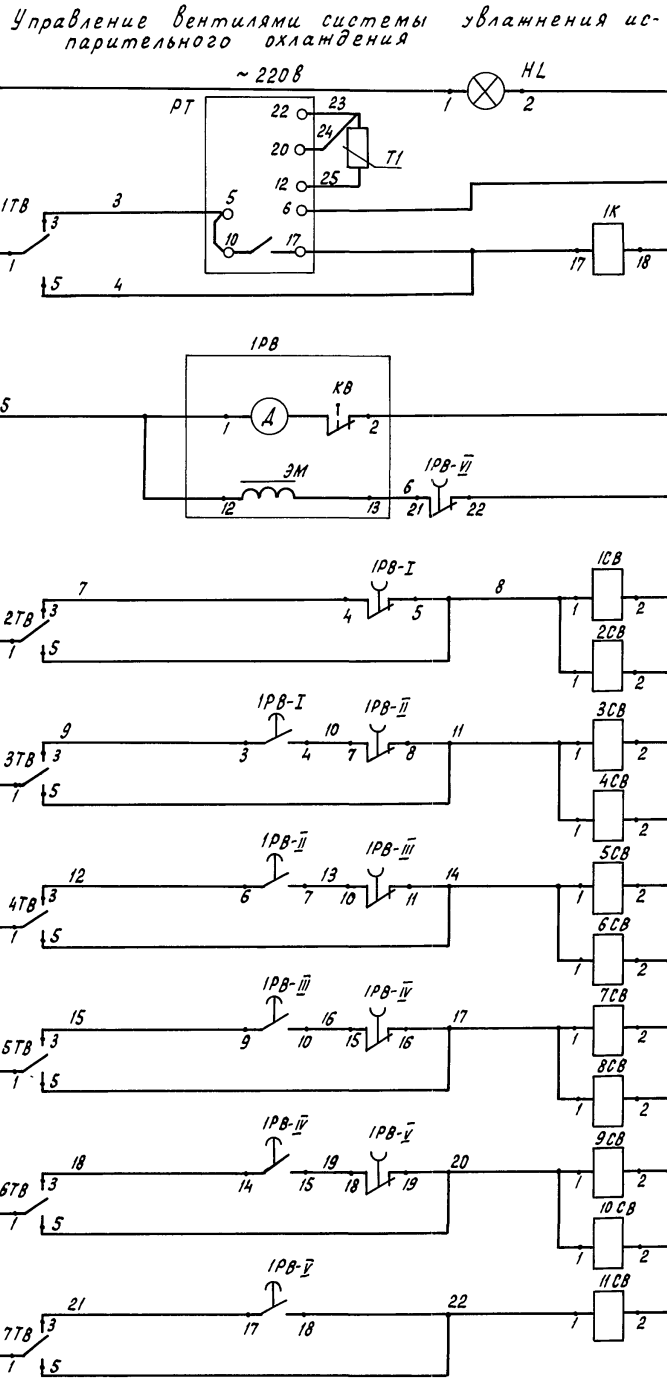 Управление вентилями системы увлажнения ис-
парительного охлаждения
~ 220 В
HL
1
2
РТ
22
23
24
20
Т1
12
25
6
1ТВ
3
3
5
1К
1
10
17
17
18
5
4
1РВ
КВ
5
1
Д
2
ЭМ
1РВ-VI
12
13
6
21
22
7
1РВ-I
8
1СВ
2ТВ
3
4
5
1
2
1
5
2СВ
1
2
9
1РВ-I
10
1РВ-II
11
3СВ
3ТВ
3
3
4
7
8
1
2
1
5
4СВ
1
2
12
1РВ-II
13
1РВ-III
14
5СВ
4ТВ
3
6
7
10
11
1
2
1
5
6СВ
1
2
15
1РВ-III
16
1РВ-IV
17
7СВ
5ТВ
3
9
10
15
16
1
2
1
5
8СВ
1
2
18
1РВ-IV
19
1РВ-V
20
9СВ
6ТВ
3
14
15
18
19
1
2
1
5
10СВ
1
2
21
1РВ-V
22
11СВ
7ТВ
3
17
18
1
2
1
5